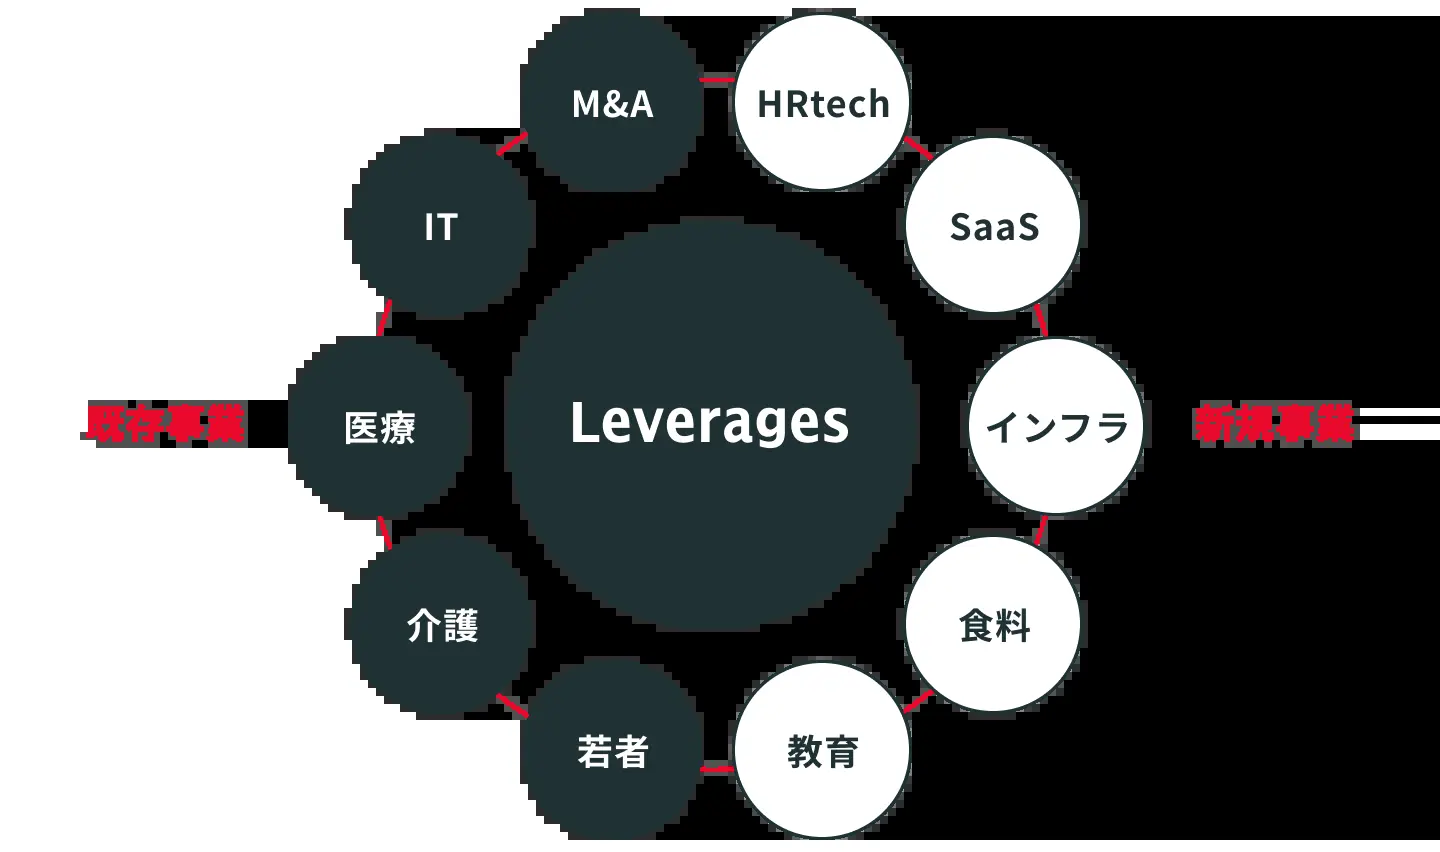 M&A
HRtech
IT
SaaS
既存事業
医療
Leverages
インフラ
新規事業
介護
食料
若者
教育